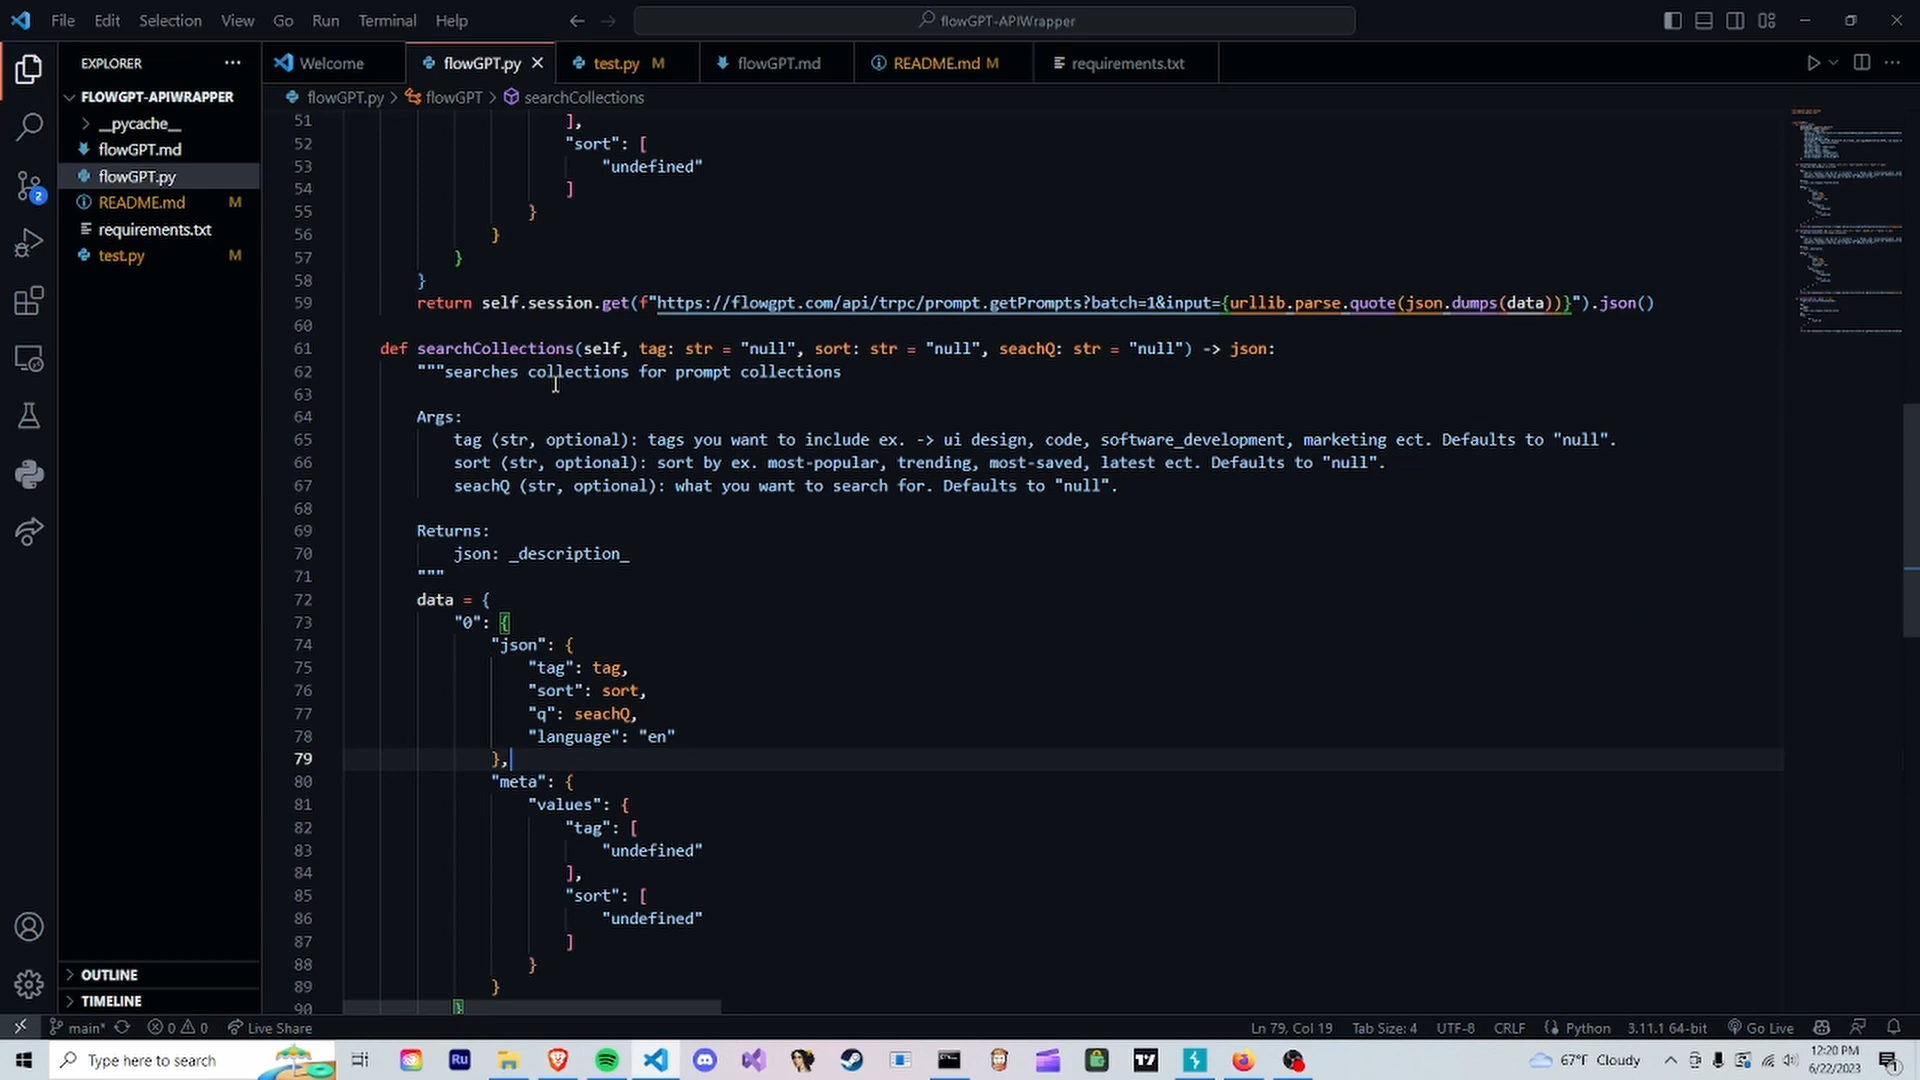 File Edit Selection View Go Run Terminal Help
flowGPT-APIWrapper
EXPLORER
Welcome
flowGPT.py
test.py M
flowGPT.md
README.md M
requirements.txt
FLOWGPT-APIWRAPPER
__pycache__
flowGPT.md
flowGPT.py
README.md M
requirements.txt
test.py M
flowGPT.py > flowGPT > searchCollections
51 ],
52 "sort": [
53 "undefined"
54 ]
55 }
56 }
57 }
58 }
59 return self.session.get(f"https://flowgpt.com/api/trpc/prompt.getPrompts?batch=1&input={urllib.parse.quote(json.dumps(data))}").json()
60
61 def searchCollections(self, tag: str = "null", sort: str = "null", seachQ: str = "null") -> json:
62 """searches collections for prompt collections
63
64 Args:
65 tag (str, optional): tags you want to include ex. -> ui design, code, software_development, marketing ect. Defaults to "null".
66 sort (str, optional): sort by ex. most-popular, trending, most-saved, latest ect. Defaults to "null".
67 seachQ (str, optional): what you want to search for. Defaults to "null".
68
69 Returns:
70 json: _description_
71 """
72 data = {
73 "0": {
74 "json": {
75 "tag": tag,
76 "sort": sort,
77 "q": seachQ,
78 "language": "en"
79 },
80 "meta": {
81 "values": {
82 "tag": [
83 "undefined"
84 ],
85 "sort": [
86 "undefined"
87 ]
88 }
89 }
90 }
2
OUTLINE
TIMELINE
main* 0 0 Live Share
Ln 79, Col 19 Tab Size: 4 UTF-8 CRLF Python 3.11.1 64-bit Go Live
Type here to search
Ru
67°F Cloudy
12:20 PM
6/22/2023
1